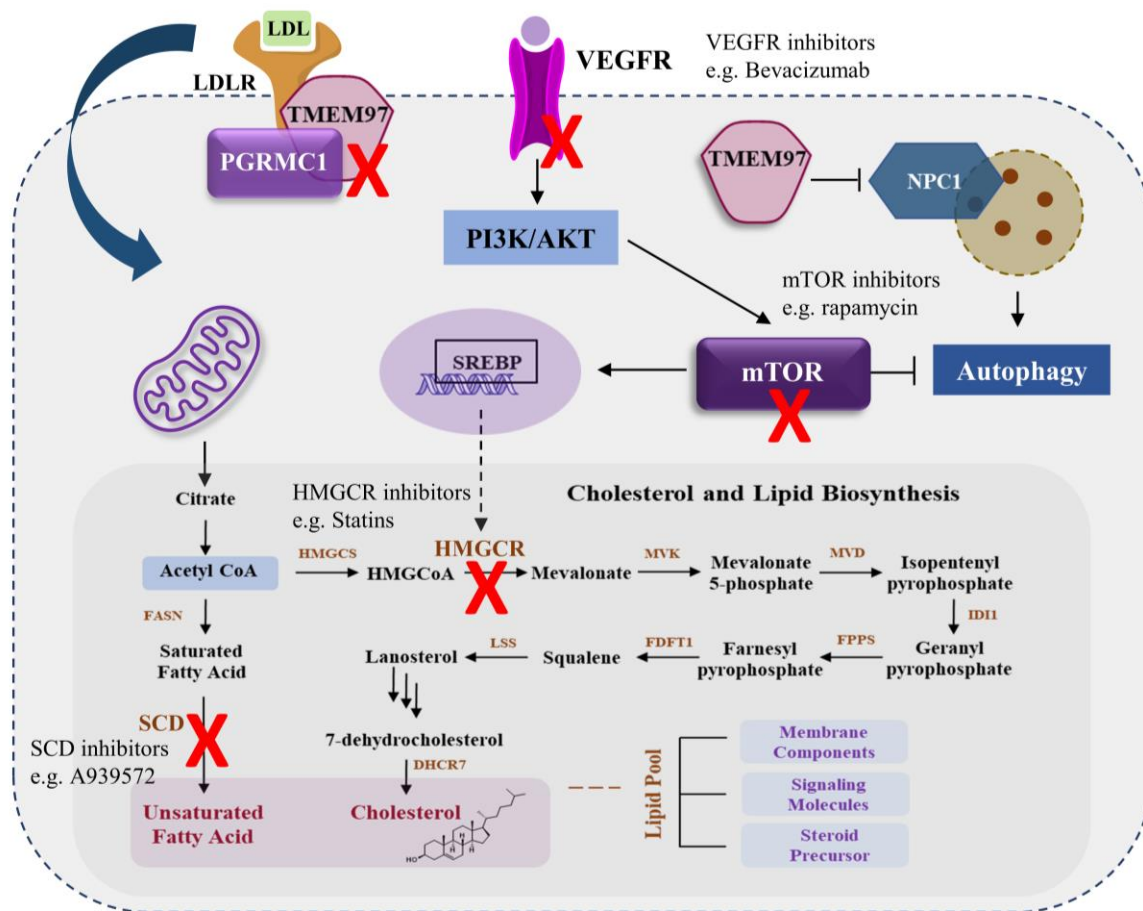 LDL
LDLR
TMEM97
PGRMC1
VEGFR
VEGFR inhibitors
e.g. Bevacizumab
TMEM97
NPC1
PI3K/AKT
mTOR inhibitors
e.g. rapamycin
SREBP
mTOR
Autophagy
Cholesterol and Lipid Biosynthesis
Citrate
HMGCR inhibitors
e.g. Statins
Acetyl CoA
HMGCS
HMGCoA
HMGCR
Mevalonate
MVK
Mevalonate
5-phosphate
MVD
Isopentenyl
pyrophosphate
IDI1
FASN
Saturated
Fatty Acid
Lanosterol
LSS
Squalene
FDFT1
Farnesyl
pyrophosphate
FPPS
Geranyl
pyrophosphate
SCD
SCD inhibitors
e.g. A939572
7-dehydrocholesterol
DHCR7
Unsaturated
Fatty Acid
Cholesterol
HO
H
H
H
Lipid Pool
Membrane
Components
Signaling
Molecules
Steroid
Precursor